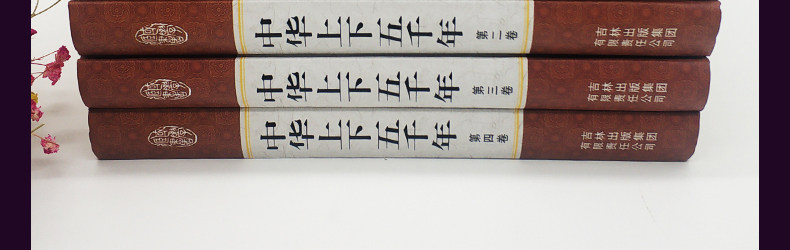 中华上下五千年 第二卷 吉林出版集团
有限责任公司
中华上下五千年 第三卷 吉林出版集团
有限责任公司
中华上下五千年 第四卷 吉林出版集团
有限责任公司